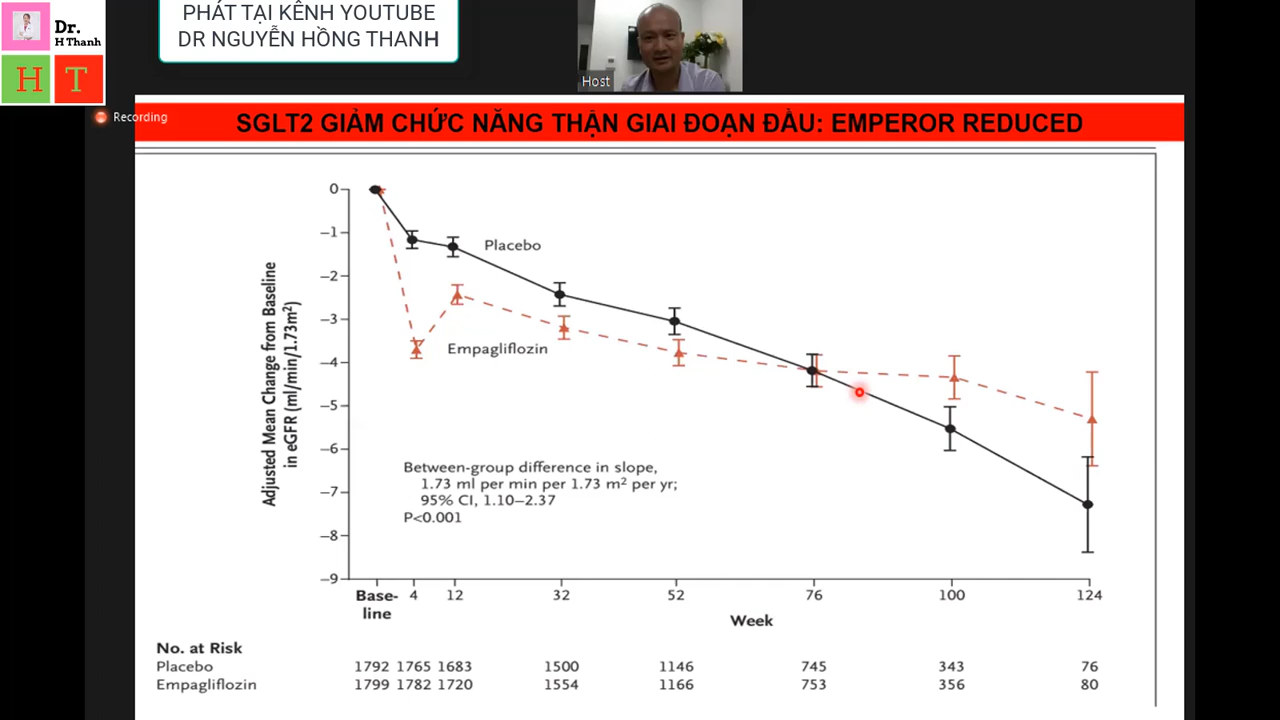 Dr.
H Thanh
H T
PHÁT TẠI KÊNH YOUTUBE
DR NGUYỄN HỒNG THANH
Host
Recording
SGLT2 GIẢM CHỨC NĂNG THẬN GIAI ĐOẠN ĐẦU: EMPEROR REDUCED
Adjusted Mean Change from Baseline
in eGFR (ml/min/1.73m²)
0
−1
−2
−3
−4
−5
−6
−7
−8
−9
Placebo
Empagliflozin
Between-group difference in slope,
1.73 ml per min per 1.73 m² per yr;
95% CI, 1.10–2.37
P<0.001
Base- 4 12 32 52 76 100 124
line
Week
No. at Risk
Placebo 1792 1765 1683 1500 1146 745 343 76
Empagliflozin 1799 1782 1720 1554 1166 753 356 80